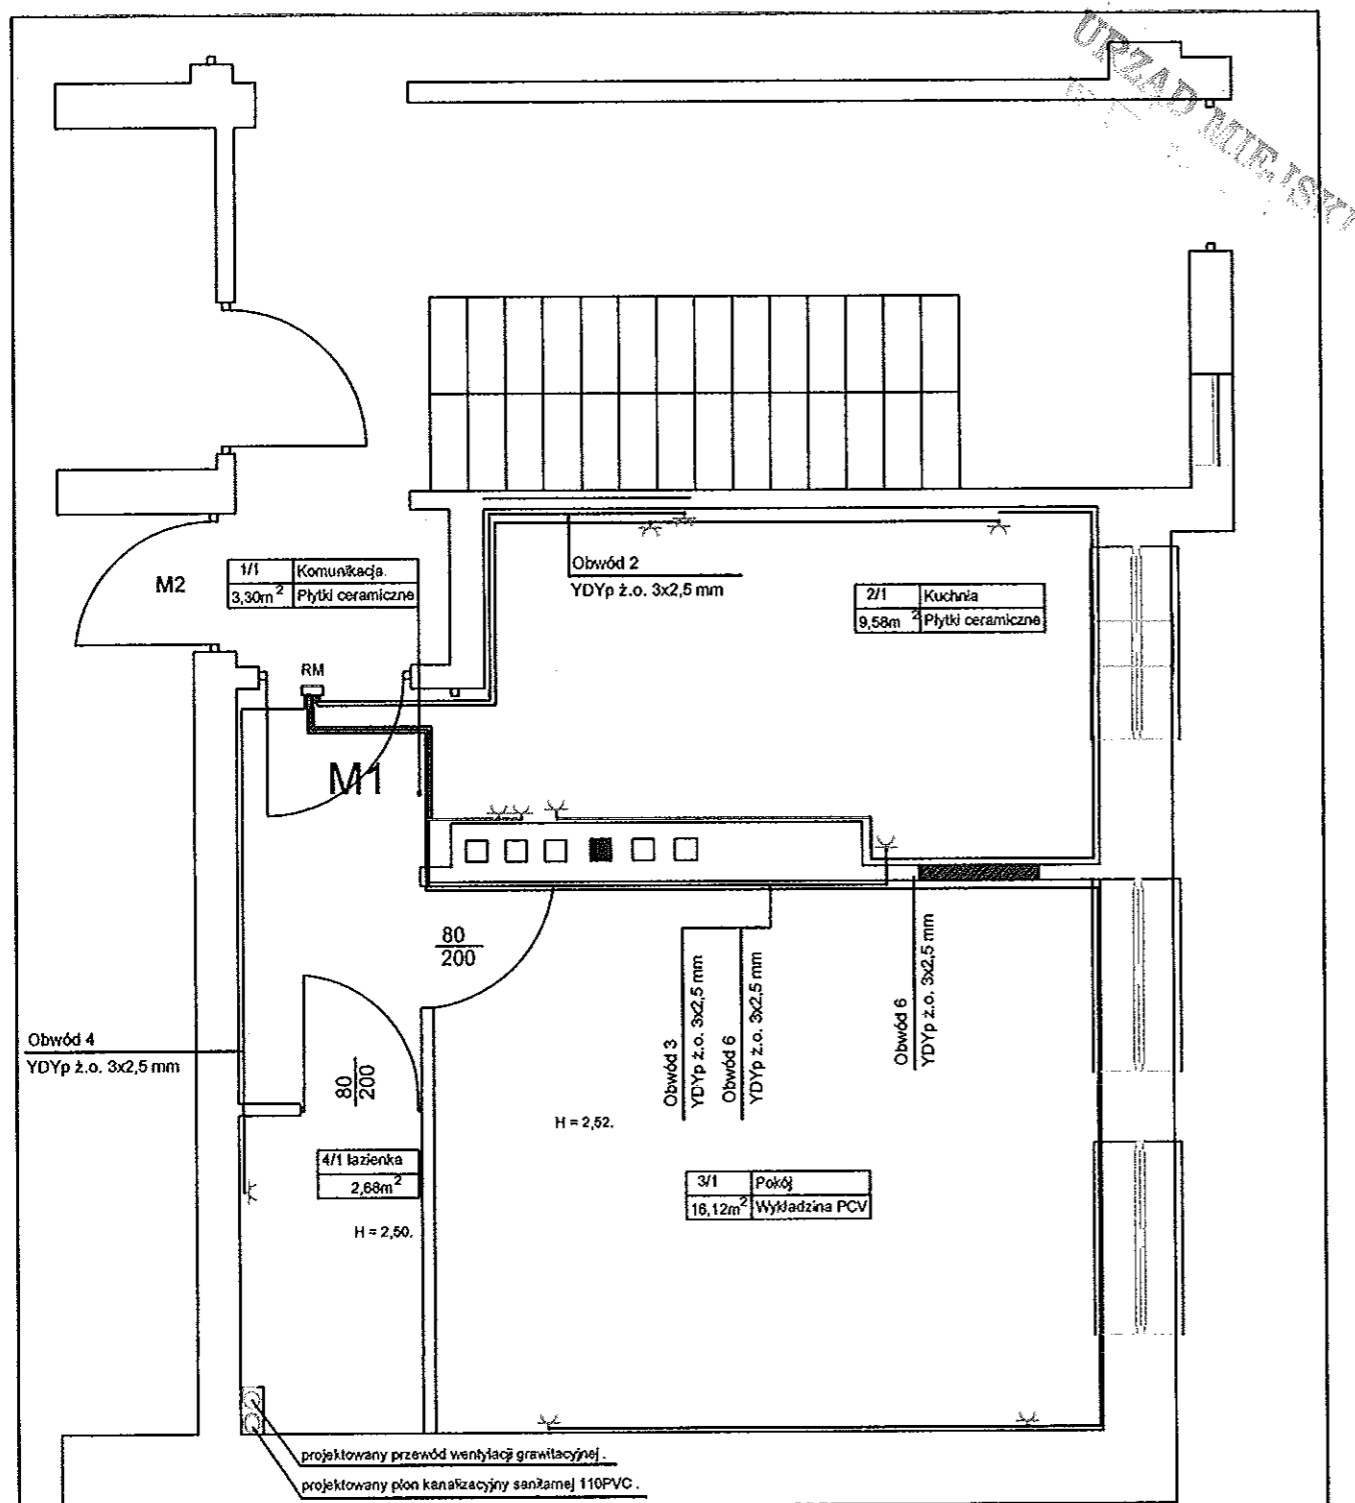 URZĄD MIEJSKI
M2
1/1 Komunikacja.
3,30m² Płytki ceramiczne
Obwód 2
YDYp ż.o. 3x2,5 mm
2/1 Kuchnia
9,58m² Płytki ceramiczne
RM
M1
80
200
Obwód 3
YDYp ż.o. 3x2,5 mm
Obwód 6
YDYp ż.o. 3x2,5 mm
Obwód 6
YDYp ż.o. 3x2,5 mm
Obwód 4
YDYp ż.o. 3x2,5 mm
80
200
H = 2,52.
4/1 łazienka
2,68m²
H = 2,50.
3/1 Pokój
16,12m² Wykładzina PCV
projektowany przewód wentylacji grawitacyjnej .
projektowany pion kanalizacyjny sanitarnej 110PVC .